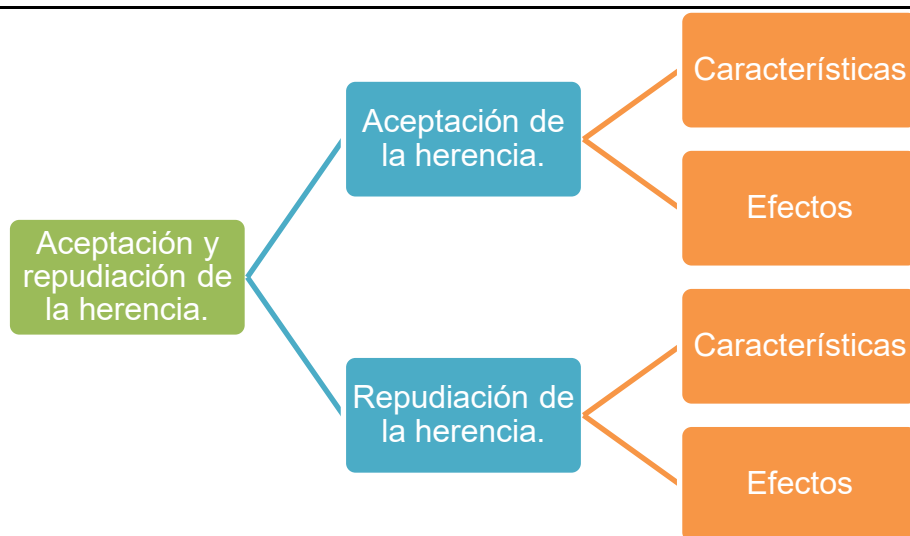 Aceptación y
repudiación de
la herencia.
Aceptación de
la herencia.
Características
Efectos
Repudiación de
la herencia.
Características
Efectos